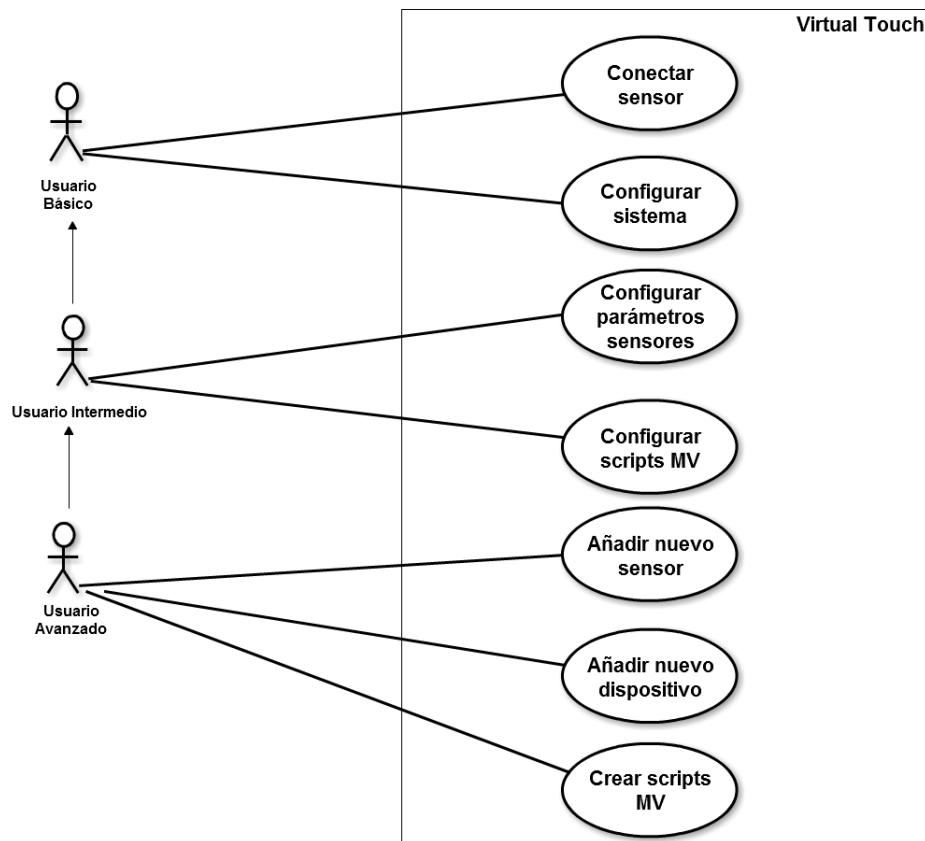 Virtual Touch
Conectar
sensor
Usuario
Básico
Configurar
sistema
Configurar
parámetros
sensores
Usuario Intermedio
Configurar
scripts MV
Añadir nuevo
sensor
Usuario
Avanzado
Añadir nuevo
dispositivo
Crear scripts
MV